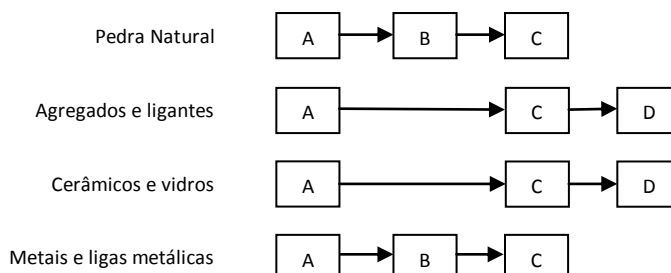 Pedra Natural A B C
Agregados e ligantes A C D
Cerâmicos e vidros A C D
Metais e ligas metálicas A B C